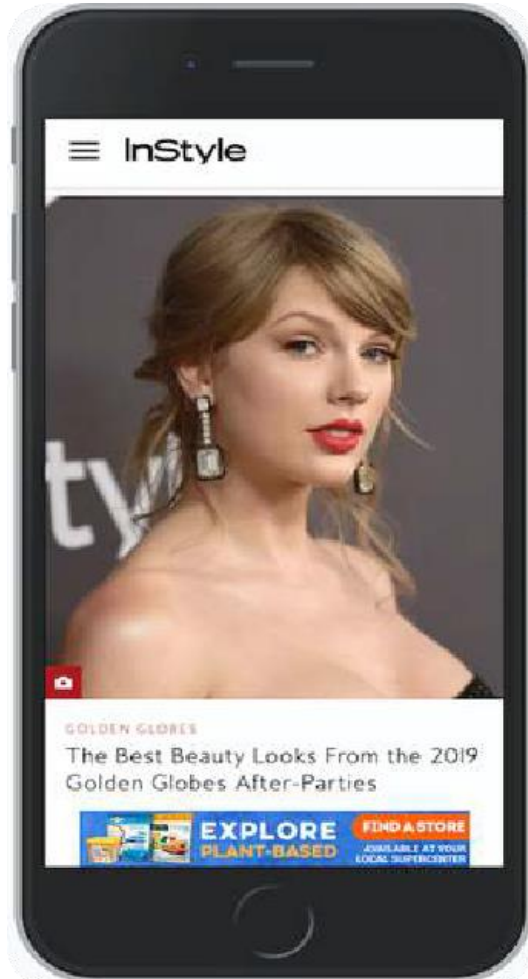 InStyle
ty
GOLDEN GLOBES
The Best Beauty Looks From the 2019
Golden Globes After-Parties
EXPLORE
PLANT-BASED
FIND A STORE
AVAILABLE AT YOUR
LOCAL SUPERCENTER